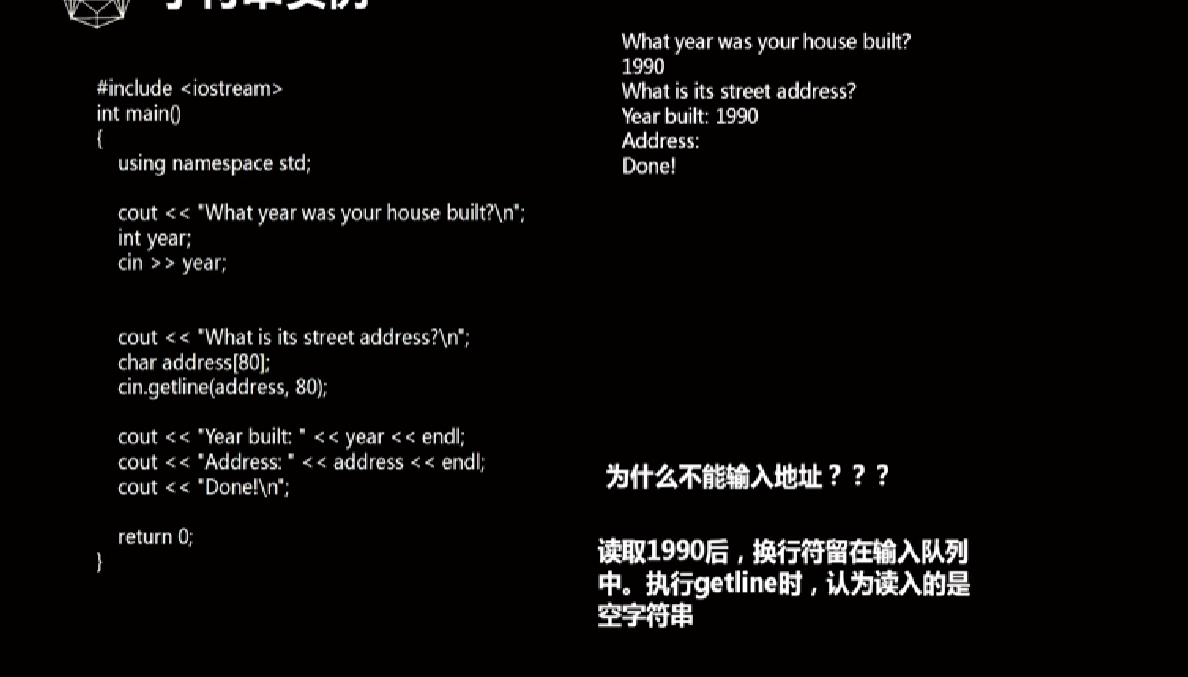 #include <iostream>
int main()
{
using namespace std;
cout << "What year was your house built?\n";
int year;
cin >> year;
cout << "What is its street address?\n";
char address[80];
cin.getline(address, 80);
cout << "Year built: " << year << endl;
cout << "Address: " << address << endl;
cout << "Done!\n";
return 0;
}
What year was your house built?
1990
What is its street address?
Year built: 1990
Address:
Done!
为什么不能输入地址？？？
读取1990后，换行符留在输入队列
中。执行getline时，认为读入的是
空字符串